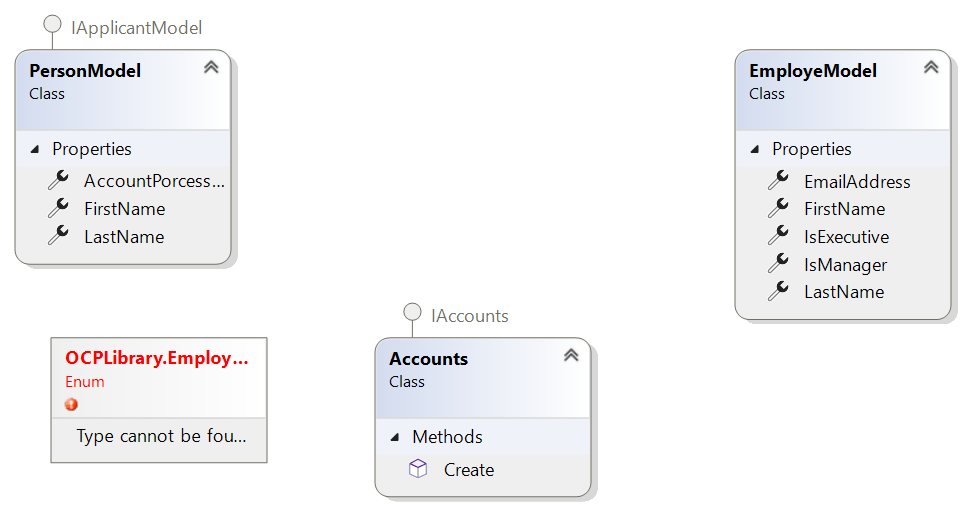 IApplicantModel
PersonModel
Class
Properties
AccountPorcess...
FirstName
LastName
EmployeModel
Class
Properties
EmailAddress
FirstName
IsExecutive
IsManager
LastName
OCPLibrary.Employ...
Enum
Type cannot be fou...
IAccounts
Accounts
Class
Methods
Create